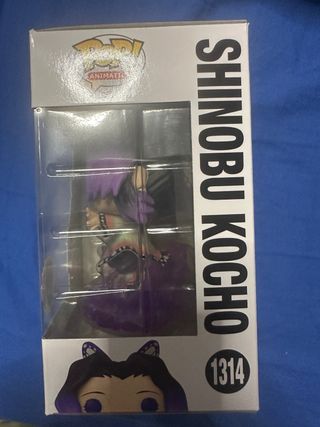 POP!
ANIMATION
SHINOBU KOCHO
1314